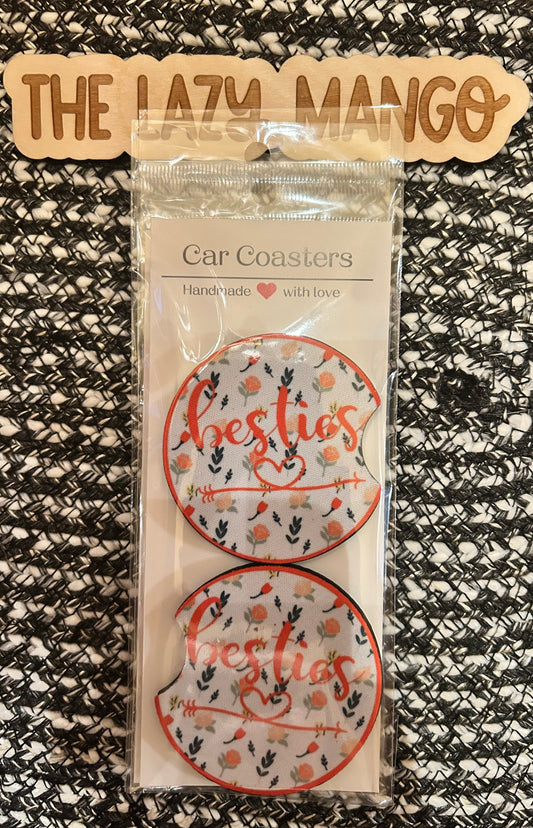 THE LAZY MANGO
Car Coasters
Handmade ❤ with love
besties
besties